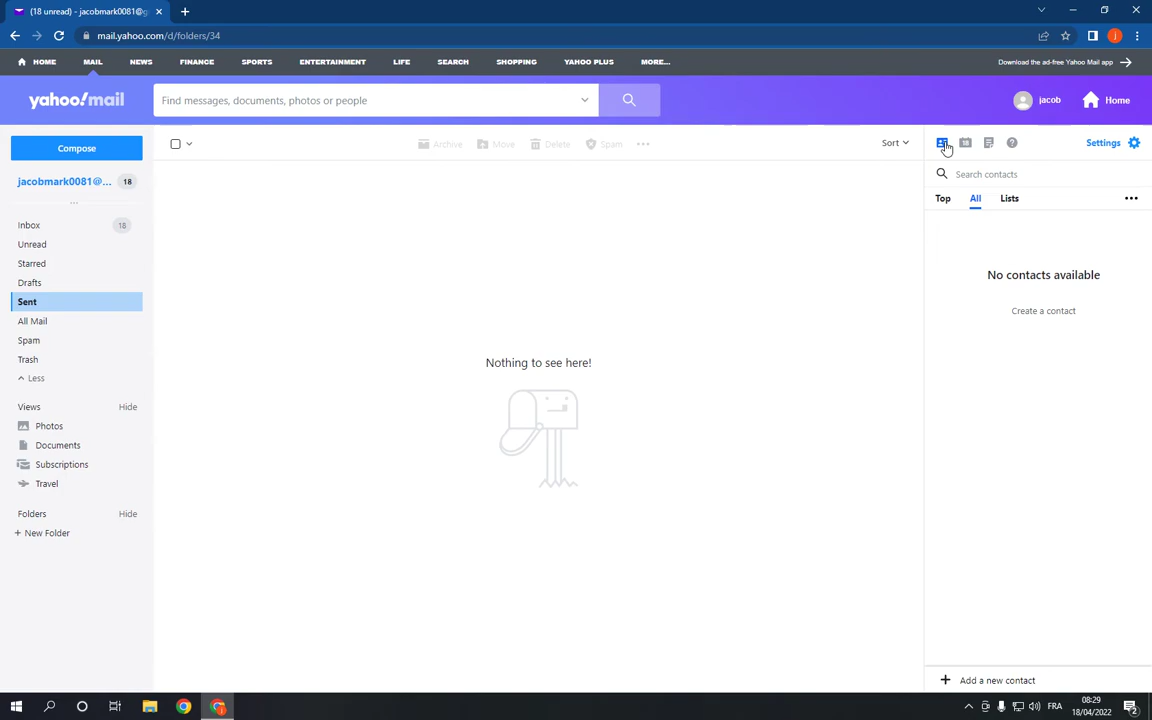 (18 unread) - jacobmark0081@g
mail.yahoo.com/d/folders/34
HOME MAIL NEWS FINANCE SPORTS ENTERTAINMENT LIFE SEARCH SHOPPING YAHOO PLUS MORE... Download the ad-free Yahoo Mail app
yahoo!mail Find messages, documents, photos or people jacob Home
Compose Sort Settings
Archive Move Delete Spam
jacobmark0081@... 18
Search contacts
Top All Lists
Inbox 18
Unread
Starred
Drafts
Sent
All Mail
Spam
Trash
Less
No contacts available
Create a contact
Nothing to see here!
Views Hide
Photos
Documents
Subscriptions
Travel
Folders Hide
+ New Folder
+ Add a new contact
FRA
08:29
18/04/2022
2